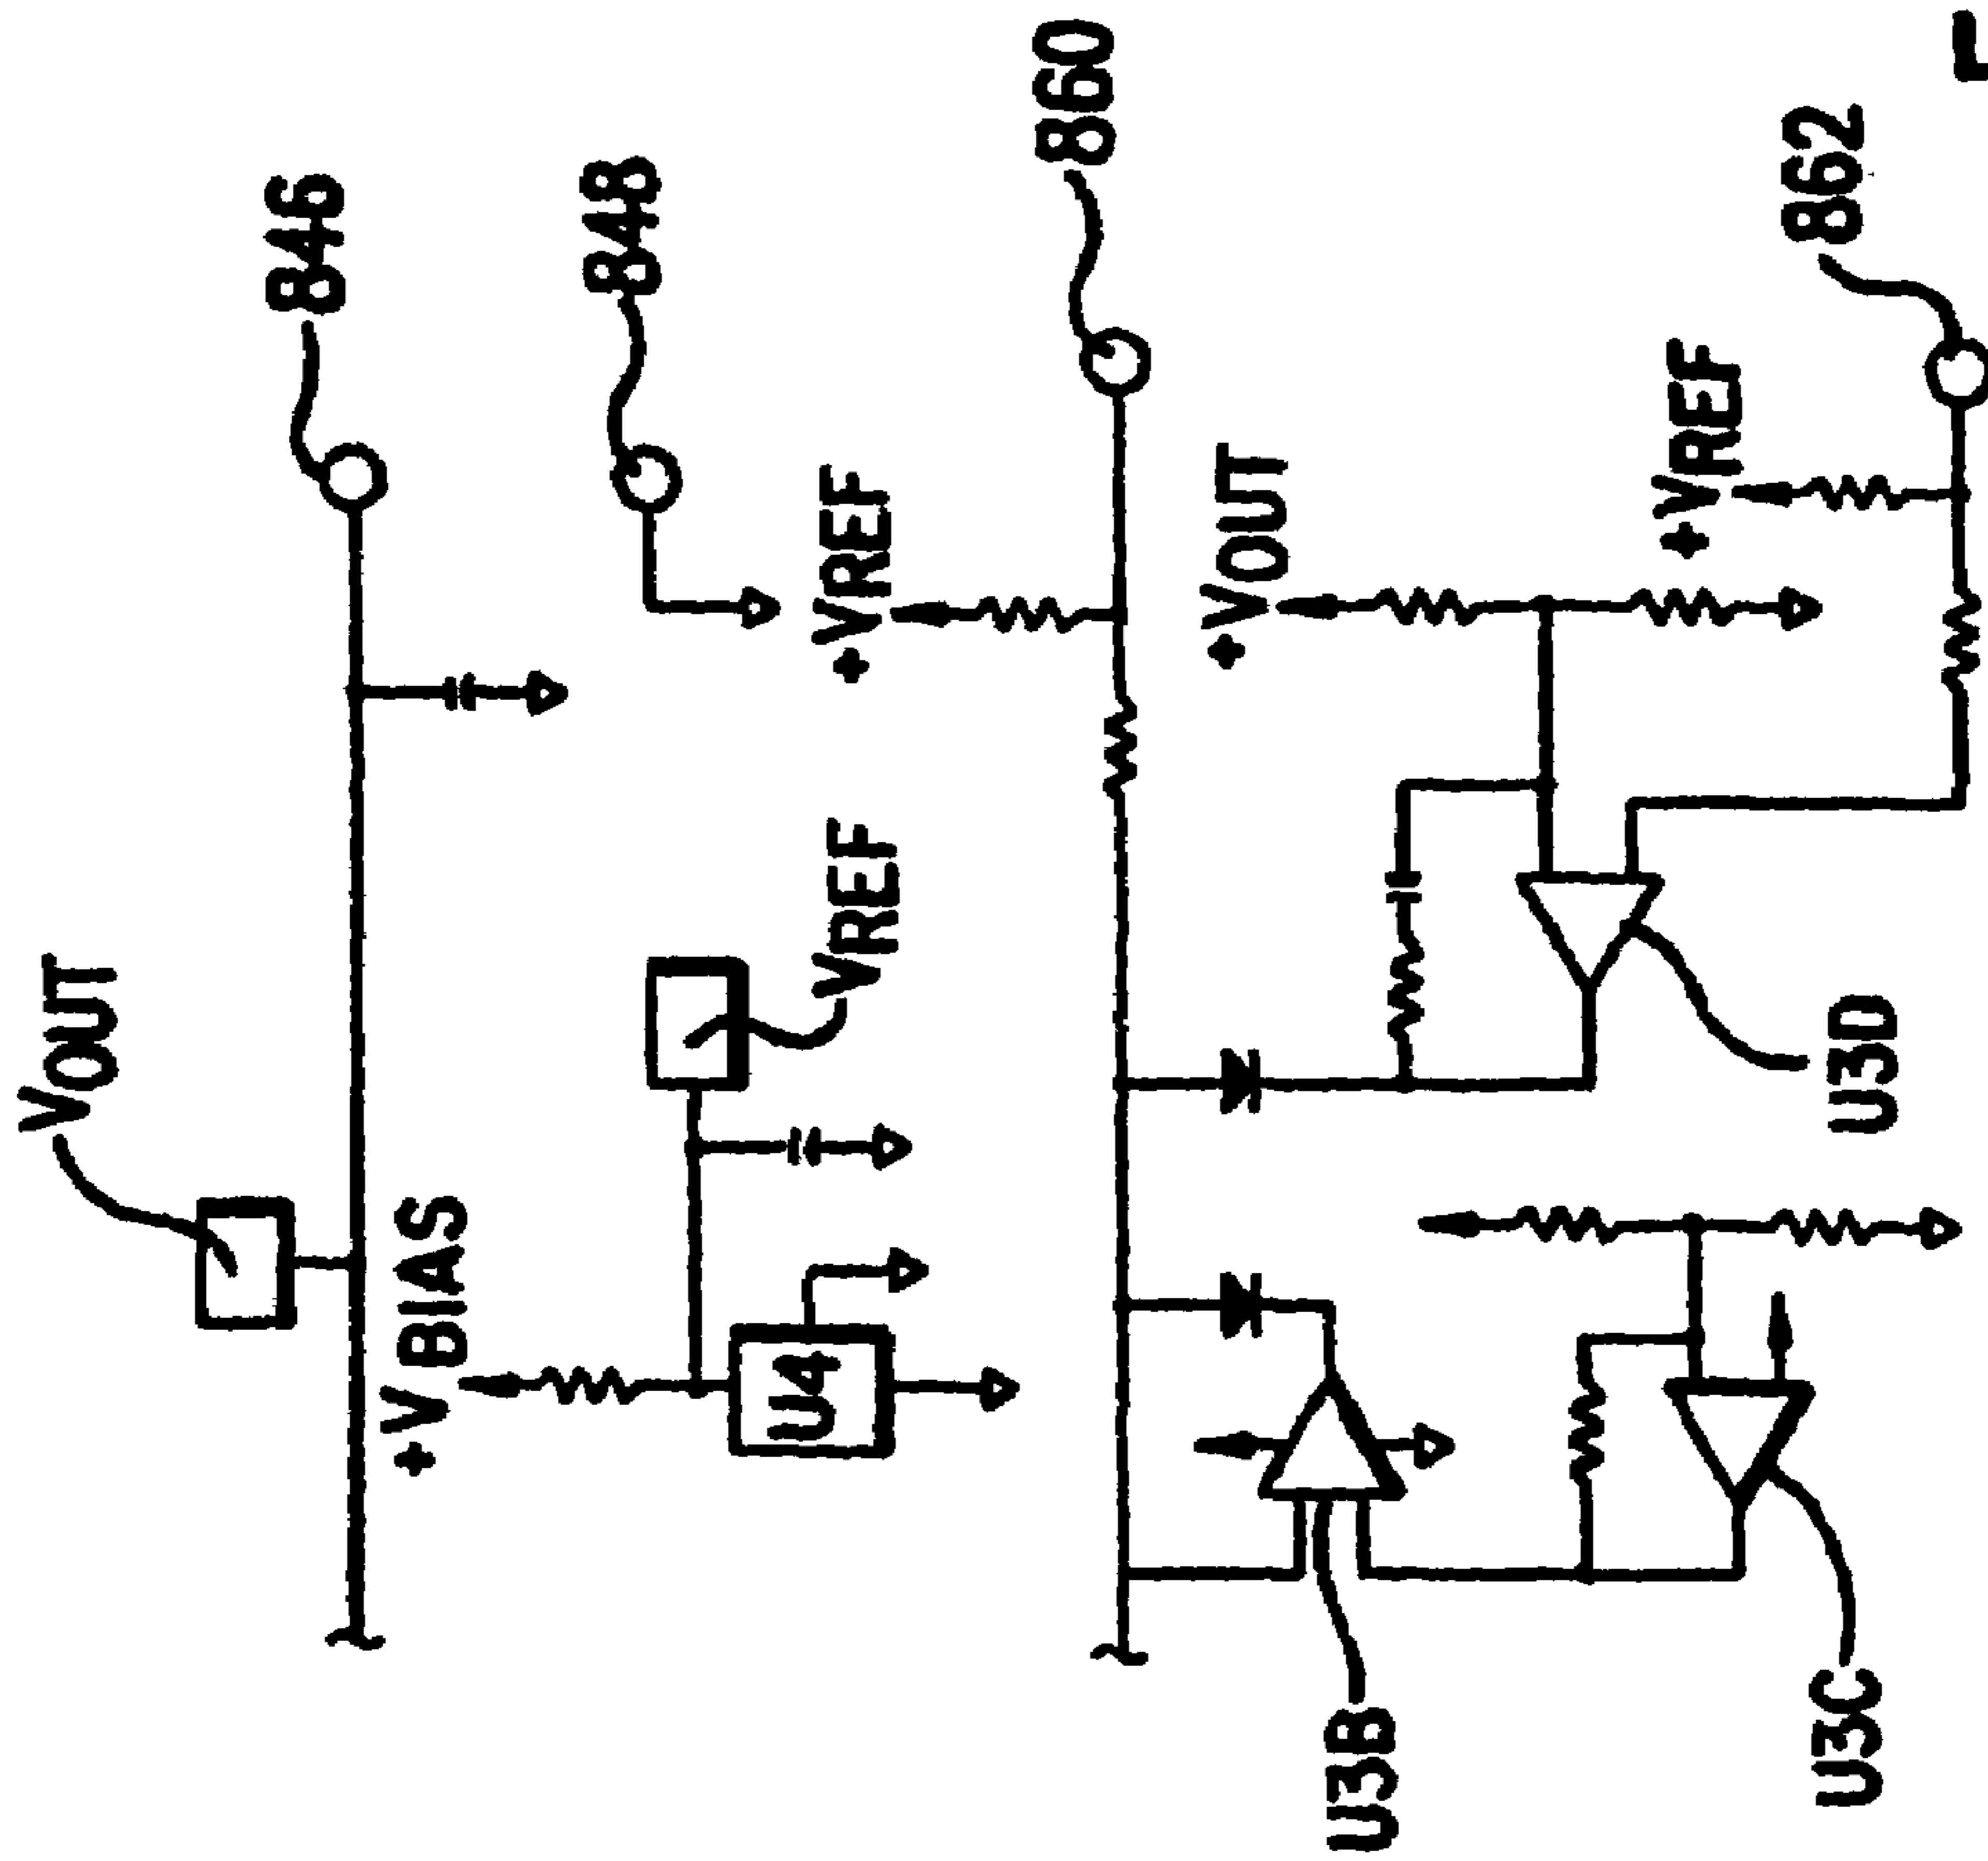 VOUT
846
+VBIAS
848
U4
VREF
+VREF
860
+VOUT
U3B
U3D
+VREF
862
U3C